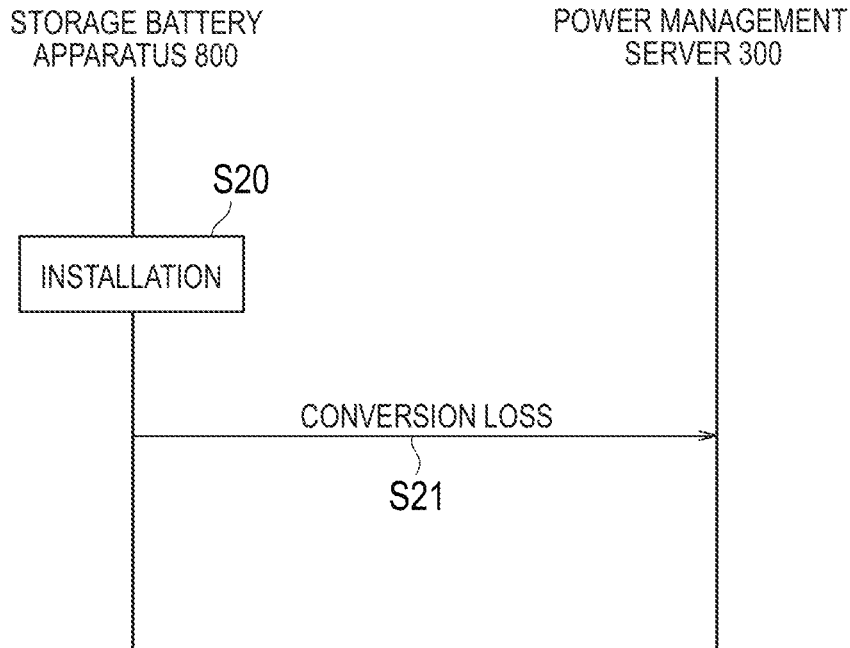 STORAGE BATTERY
APPARATUS 800
POWER MANAGEMENT
SERVER 300
S20
INSTALLATION
CONVERSION LOSS
S21